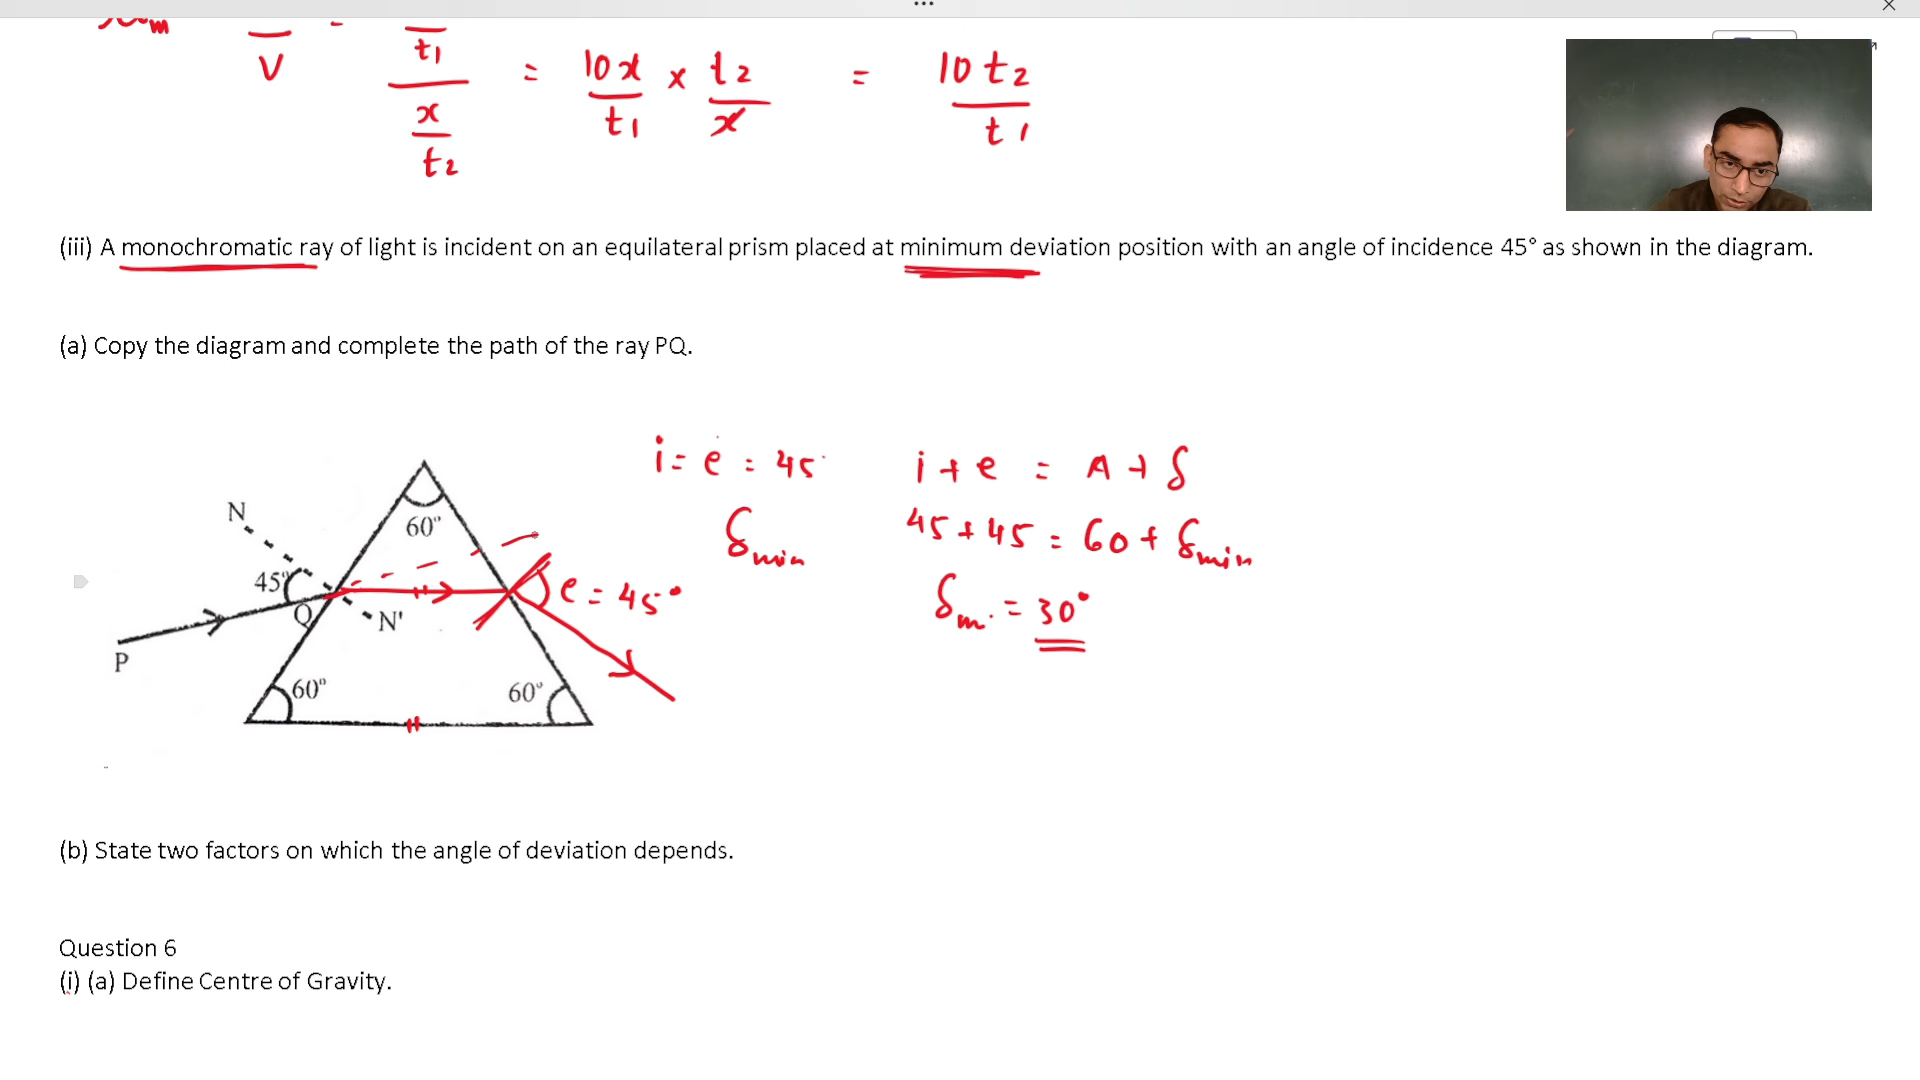 V = t₁ = 10x × t₂ = 10 t₂
x t₁ x t₁
t₂
(iii) A monochromatic ray of light is incident on an equilateral prism placed at minimum deviation position with an angle of incidence 45° as shown in the diagram.
(a) Copy the diagram and complete the path of the ray PQ.
i = e = 45° i + e = A + δ
N 60° δmin 45 + 45 = 60 + δmin
45° e = 45° δm. = 30°
Q N'
P
60° 60°
(b) State two factors on which the angle of deviation depends.
Question 6
(i) (a) Define Centre of Gravity.